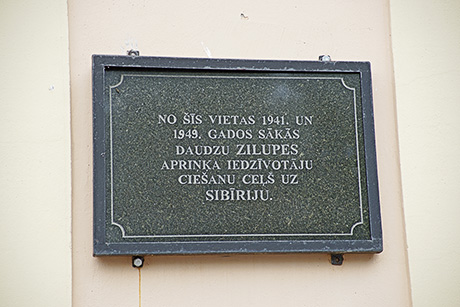 NO ŠĪS VIETAS 1941. UN
1949. GADOS SĀKĀS
DAUDZU ZILUPES
APRIŅĶA IEDZĪVOTĀJU
CIEŠANU CEĻŠ UZ
SIBĪRIJU.